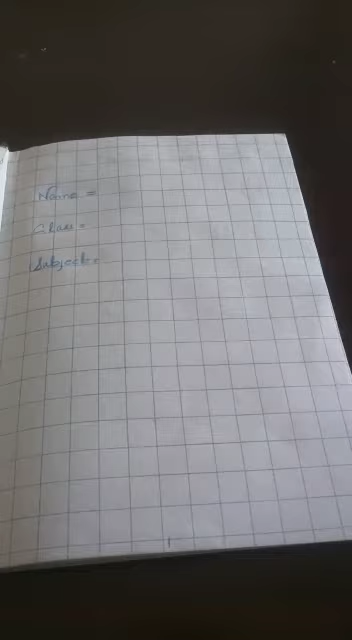 Name =
Class =
Subject =